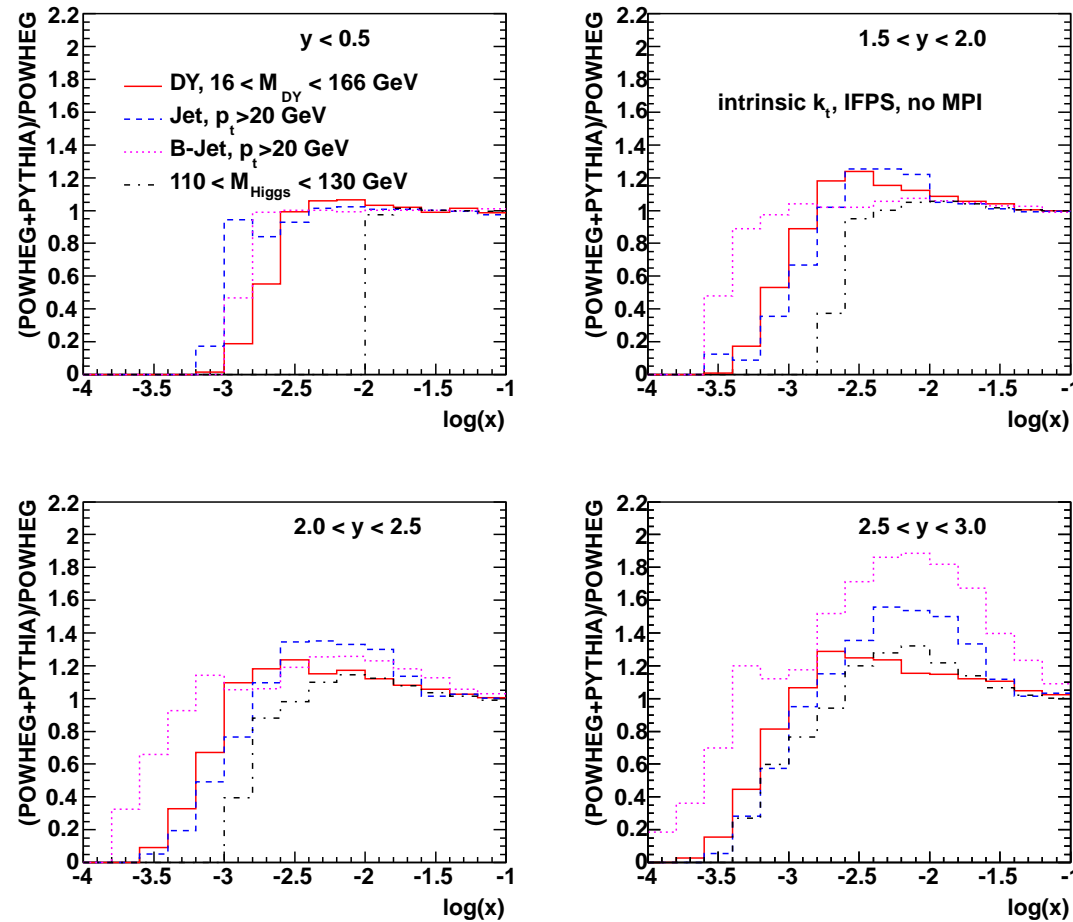 (POWHEG+PYTHIA)/POWHEG
2.2
2
1.8
1.6
1.4
1.2
1
0.8
0.6
0.4
0.2
0
y < 0.5
DY, 16 < M_DY < 166 GeV
Jet, p_t>20 GeV
B-Jet, p_t>20 GeV
110 < M_Higgs < 130 GeV
-4 -3.5 -3 -2.5 -2 -1.5 -1
log(x)
(POWHEG+PYTHIA)/POWHEG
2.2
2
1.8
1.6
1.4
1.2
1
0.8
0.6
0.4
0.2
0
1.5 < y < 2.0
intrinsic k_t, IFPS, no MPI
-4 -3.5 -3 -2.5 -2 -1.5 -1
log(x)
(POWHEG+PYTHIA)/POWHEG
2.2
2
1.8
1.6
1.4
1.2
1
0.8
0.6
0.4
0.2
0
2.0 < y < 2.5
-4 -3.5 -3 -2.5 -2 -1.5 -1
log(x)
(POWHEG+PYTHIA)/POWHEG
2.2
2
1.8
1.6
1.4
1.2
1
0.8
0.6
0.4
0.2
0
2.5 < y < 3.0
-4 -3.5 -3 -2.5 -2 -1.5 -1
log(x)